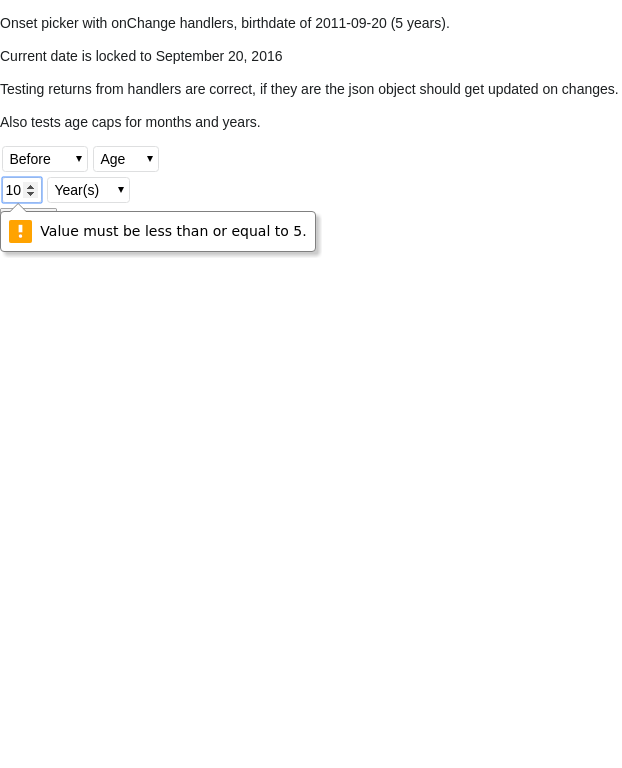 Onset picker with onChange handlers, birthdate of 2011-09-20 (5 years).
Current date is locked to September 20, 2016
Testing returns from handlers are correct, if they are the json object should get updated on changes.
Also tests age caps for months and years.
Before Age
10 Year(s)
Value must be less than or equal to 5.